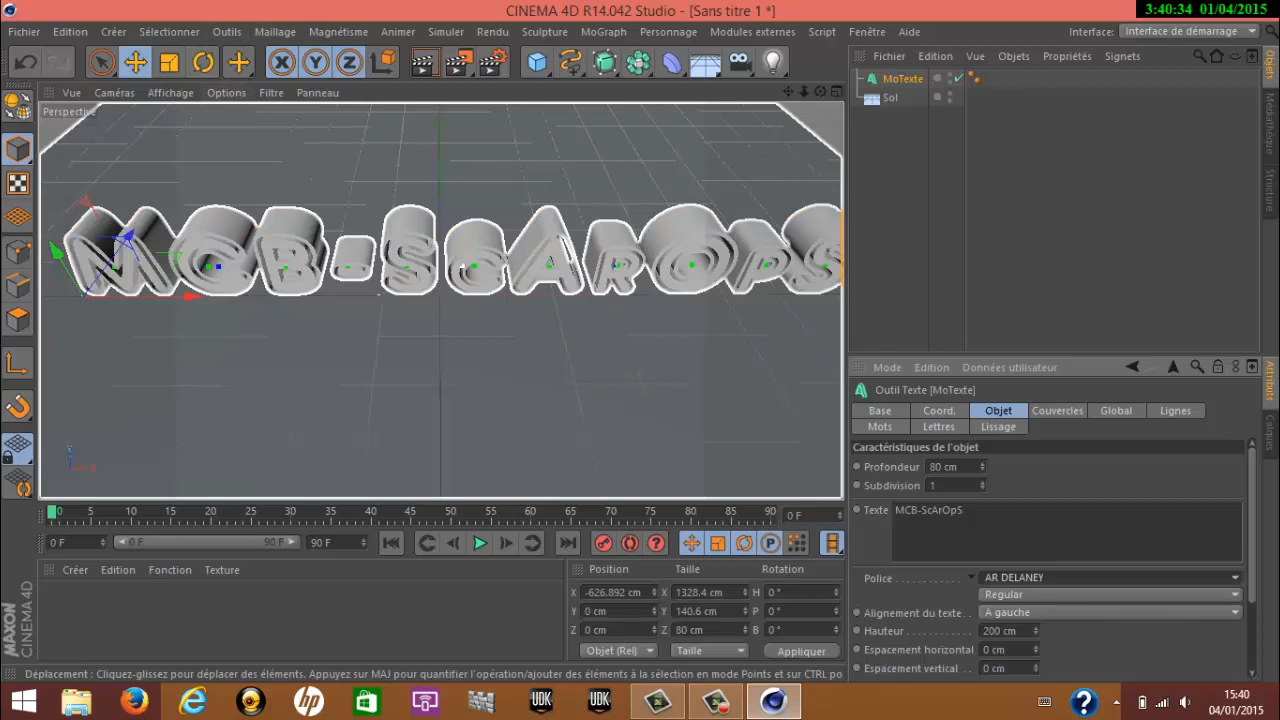 CINEMA 4D R14.042 Studio - [Sans titre 1 *]
3:40:34 01/04/2015
Fichier Edition Créer Sélectionner Outils Maillage Magnétisme Animer Simuler Rendu Sculpture MoGraph Personnage Modules externes Script Fenêtre Aide Interface: Interface de démarrage
X Y Z
Fichier Edition Vue Objets Propriétés Signets
Vue Caméras Affichage Options Filtre Panneau
Perspective
MoTexte
Sol
Objets
Médiathèque
Structure
MCB-ScArOpS
Mode Edition Données utilisateur
Outil Texte [MoTexte]
Base Coord. Objet Couvercles Global Lignes
Mots Lettres Lissage
Attributs
Calques
Caractéristiques de l'objet
Profondeur 80 cm
Subdivision 1
Texte MCB-ScArOpS
Police AR DELANEY
Regular
Alignement du texte A gauche
Hauteur 200 cm
Espacement horizontal 0 cm
Espacement vertical 0 cm
0 5 10 15 20 25 30 35 40 45 50 55 60 65 70 75 80 85 90 0 F
0 F 0 F 90 F 90 F
P
Créer Edition Fonction Texture
Position Taille Rotation
X -626.892 cm X 1328.4 cm H 0 °
Y 0 cm Y 140.6 cm P 0 °
Z 0 cm Z 80 cm B 0 °
Objet (Rel) Taille Appliquer
MAXON
CINEMA 4D
Déplacement : Cliquez-glissez pour déplacer des éléments. Appuyez sur MAJ pour quantifier l'opération/ajouter des éléments à la sélection en mode Points et sur CTRL po
hp
UDK
UDK
?
15:40
04/01/2015